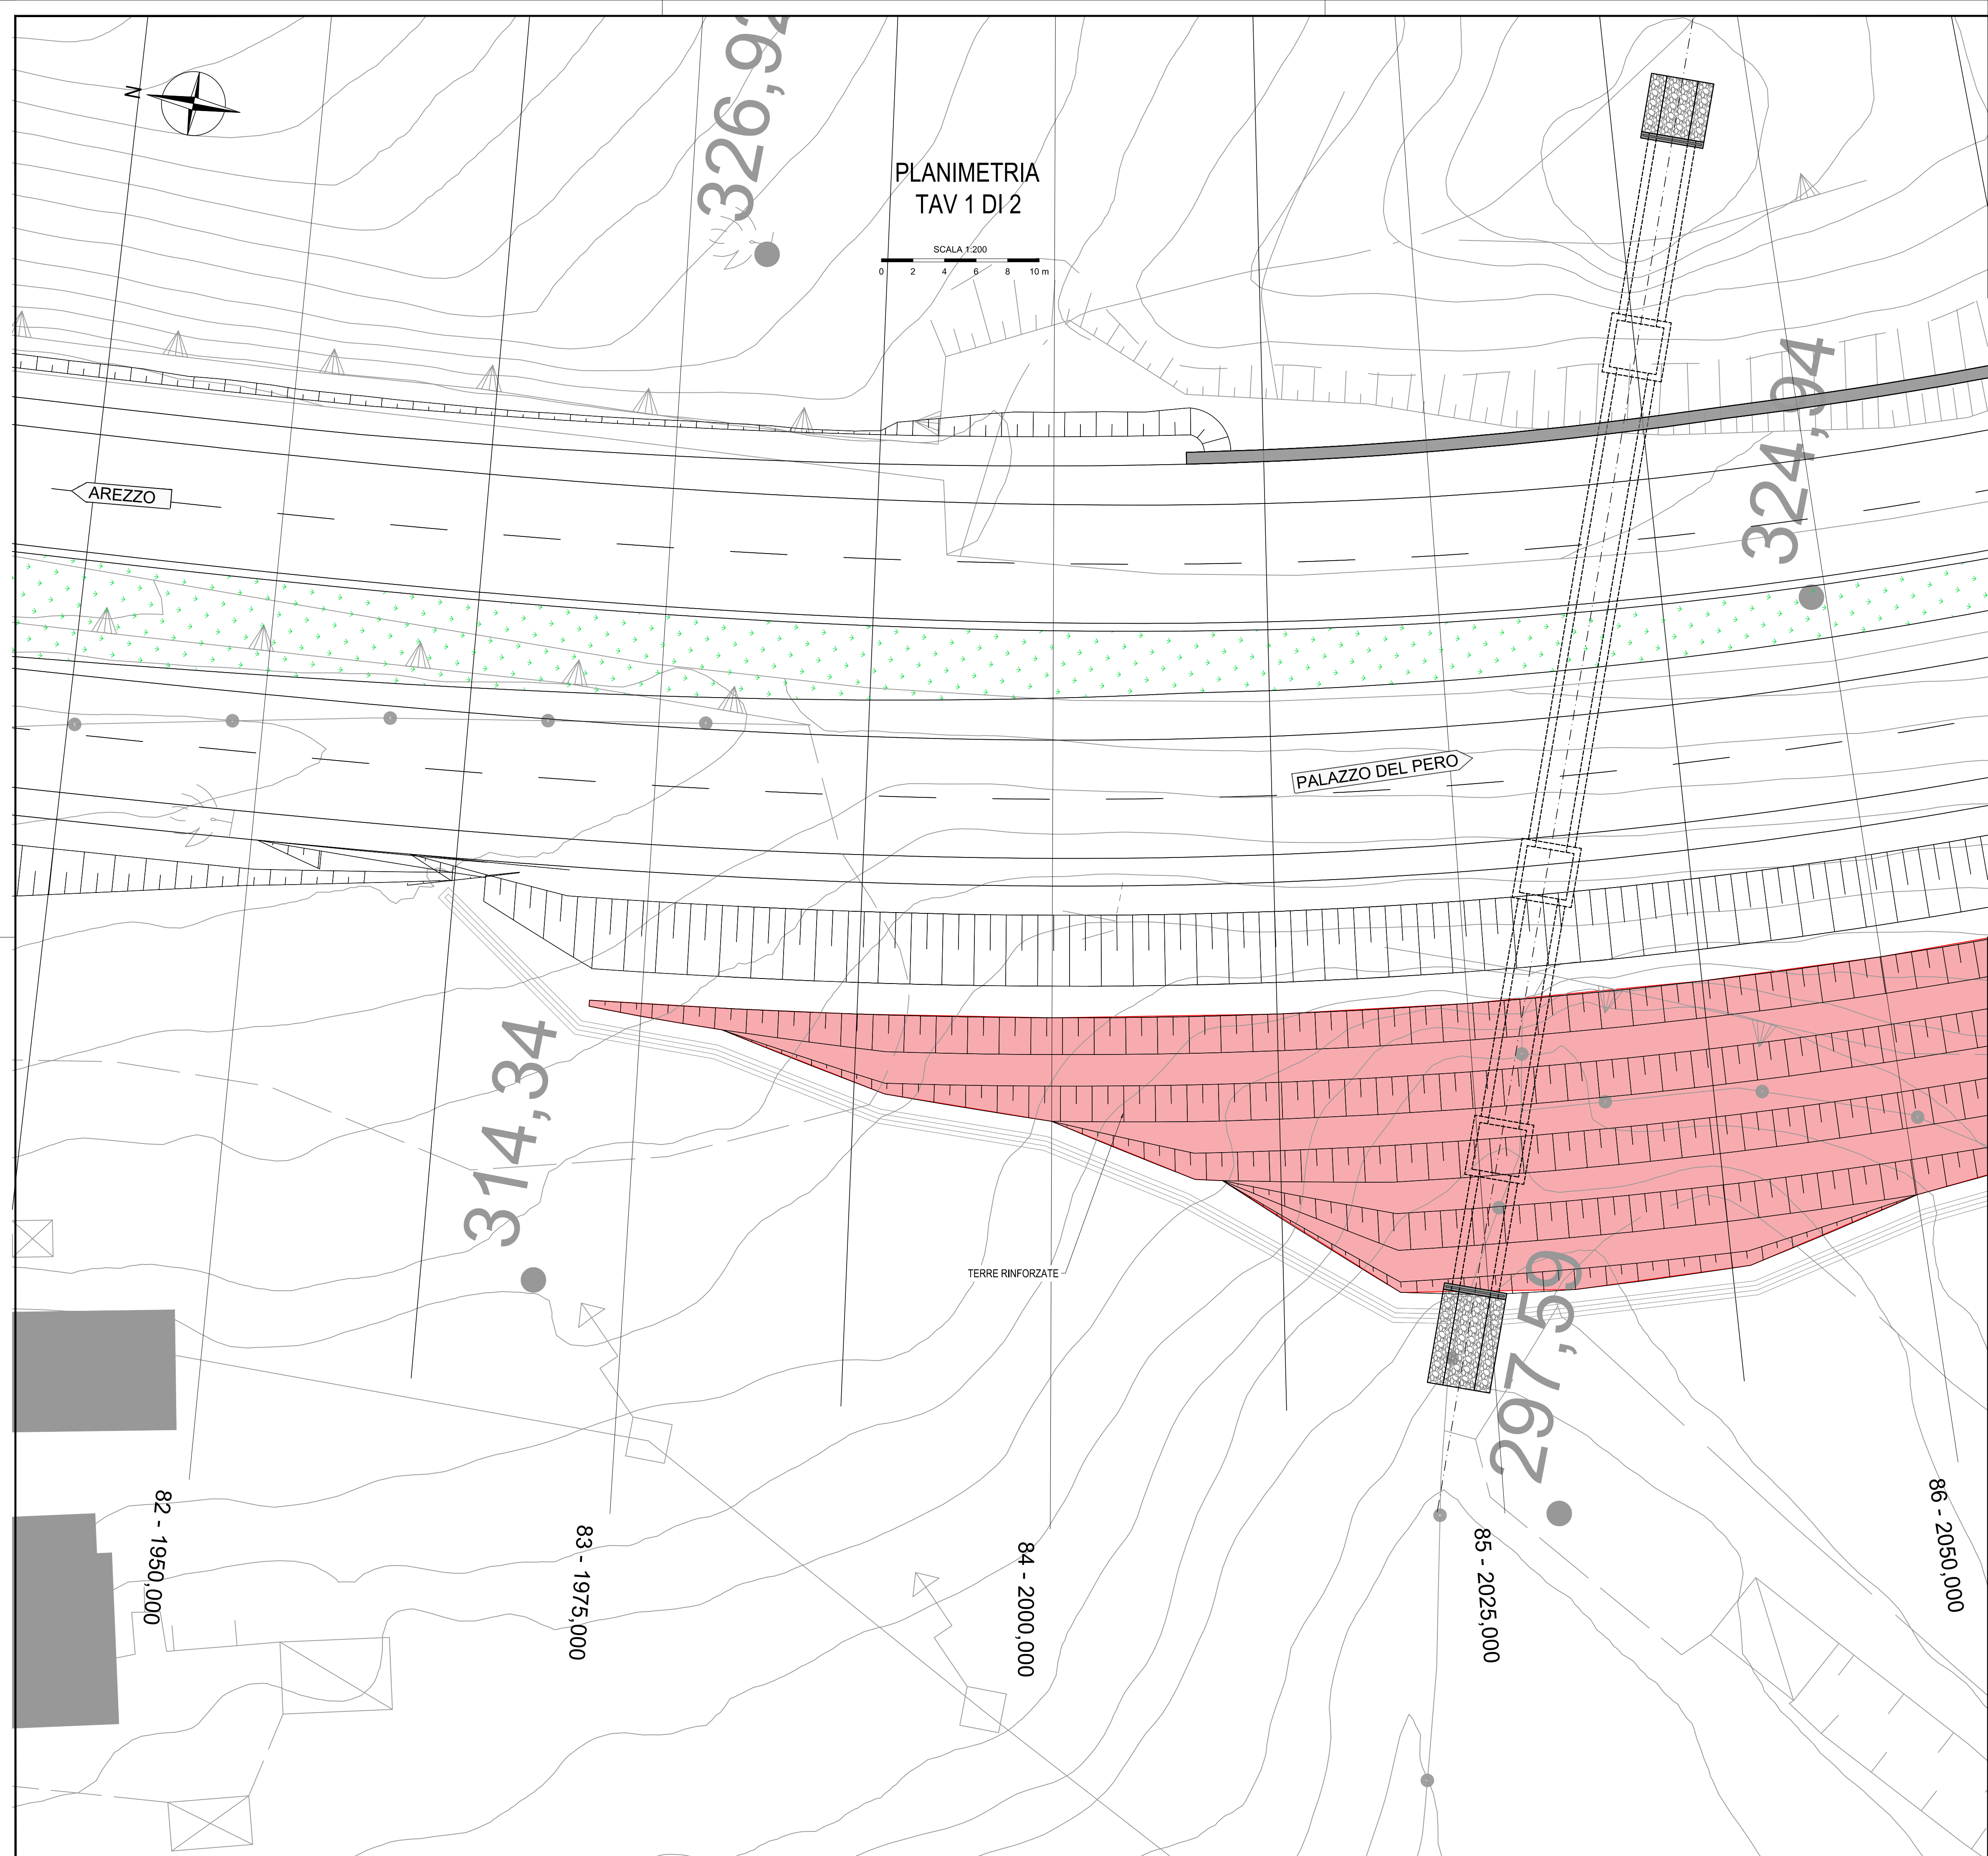 N
326,92
PLANIMETRIA
TAV 1 DI 2
SCALA 1:200
0 2 4 6 8 10 m
324,94
AREZZO
PALAZZO DEL PERO
314,34
TERRE RINFORZATE
297,59
82 - 1950,000
83 - 1975,000
84 - 2000,000
85 - 2025,000
86 - 2050,000